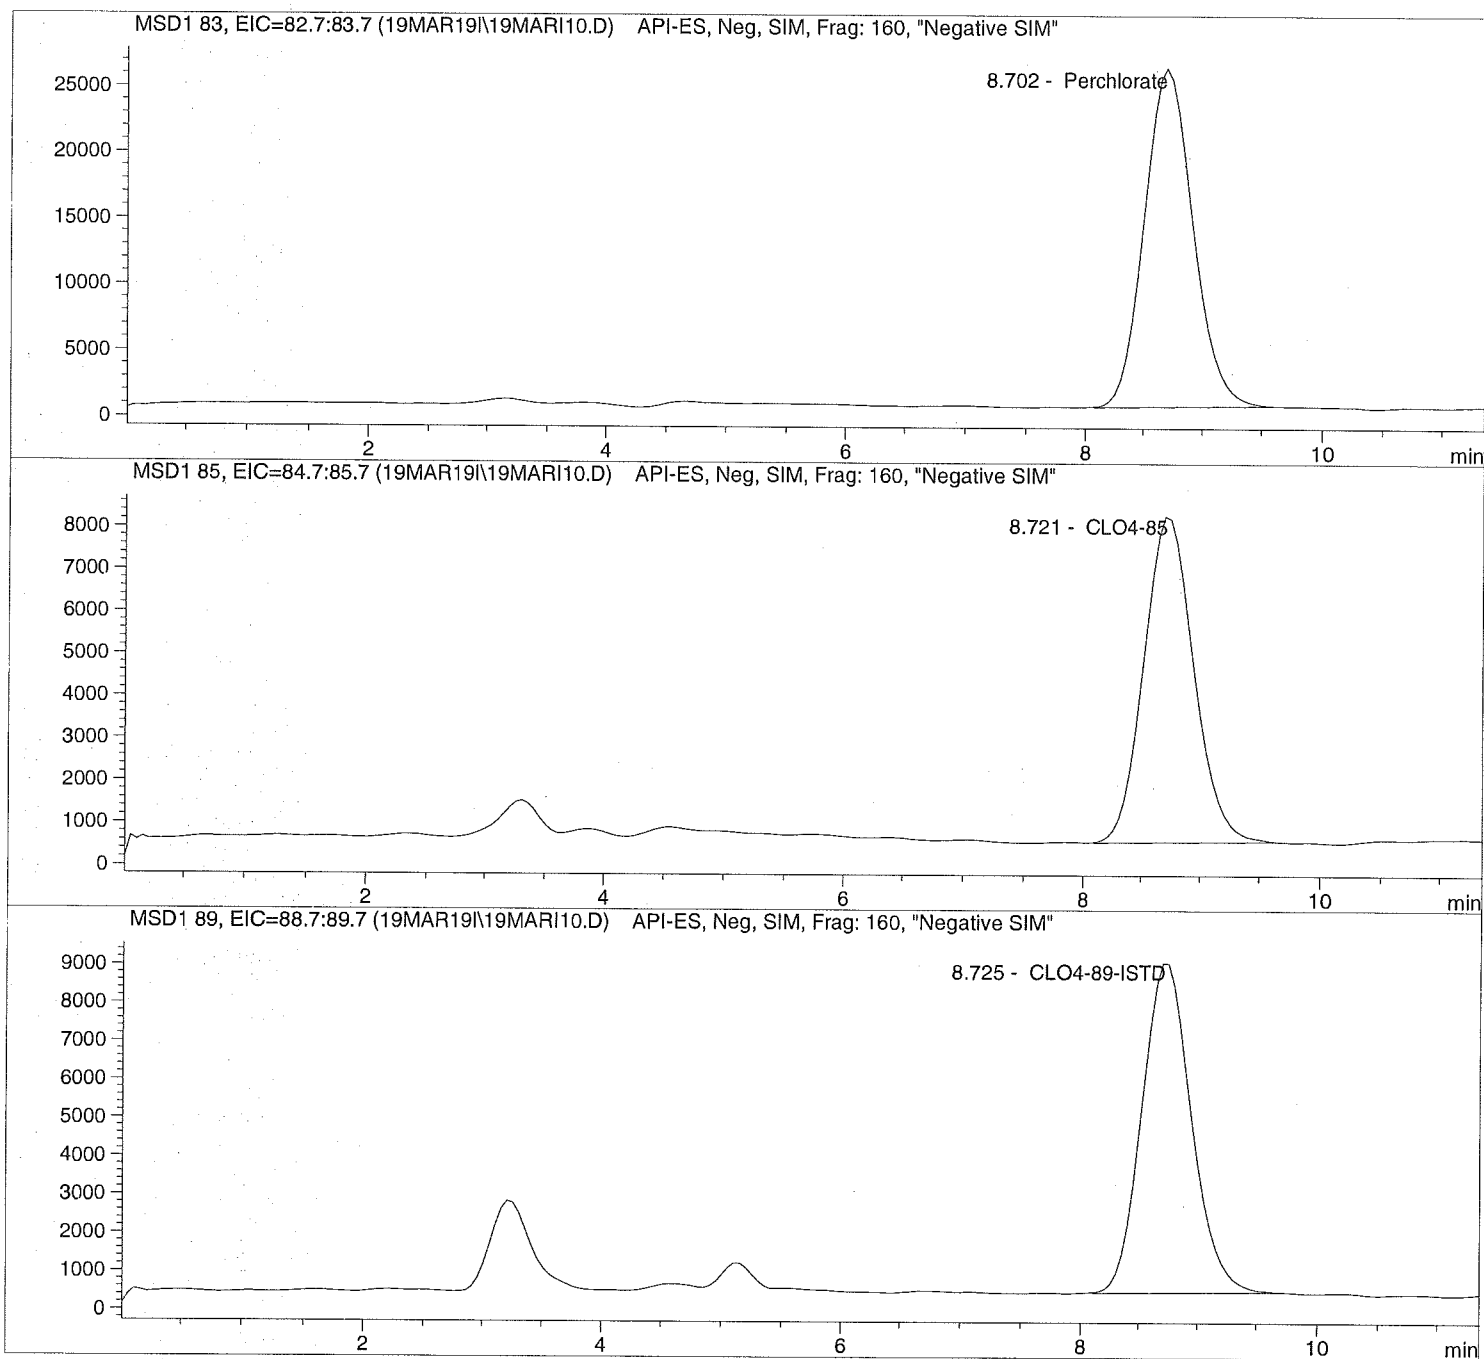 MSD1 83, EIC=82.7:83.7 (19MAR19I\19MARI10.D) API-ES, Neg, SIM, Frag: 160, "Negative SIM"
8.702 - Perchlorate
25000
20000
15000
10000
5000
0
2 4 6 8 10 min
MSD1 85, EIC=84.7:85.7 (19MAR19I\19MARI10.D) API-ES, Neg, SIM, Frag: 160, "Negative SIM"
8.721 - CLO4-85
8000
7000
6000
5000
4000
3000
2000
1000
0
2 4 6 8 10 min
MSD1 89, EIC=88.7:89.7 (19MAR19I\19MARI10.D) API-ES, Neg, SIM, Frag: 160, "Negative SIM"
8.725 - CLO4-89-ISTD
9000
8000
7000
6000
5000
4000
3000
2000
1000
0
2 4 6 8 10 min